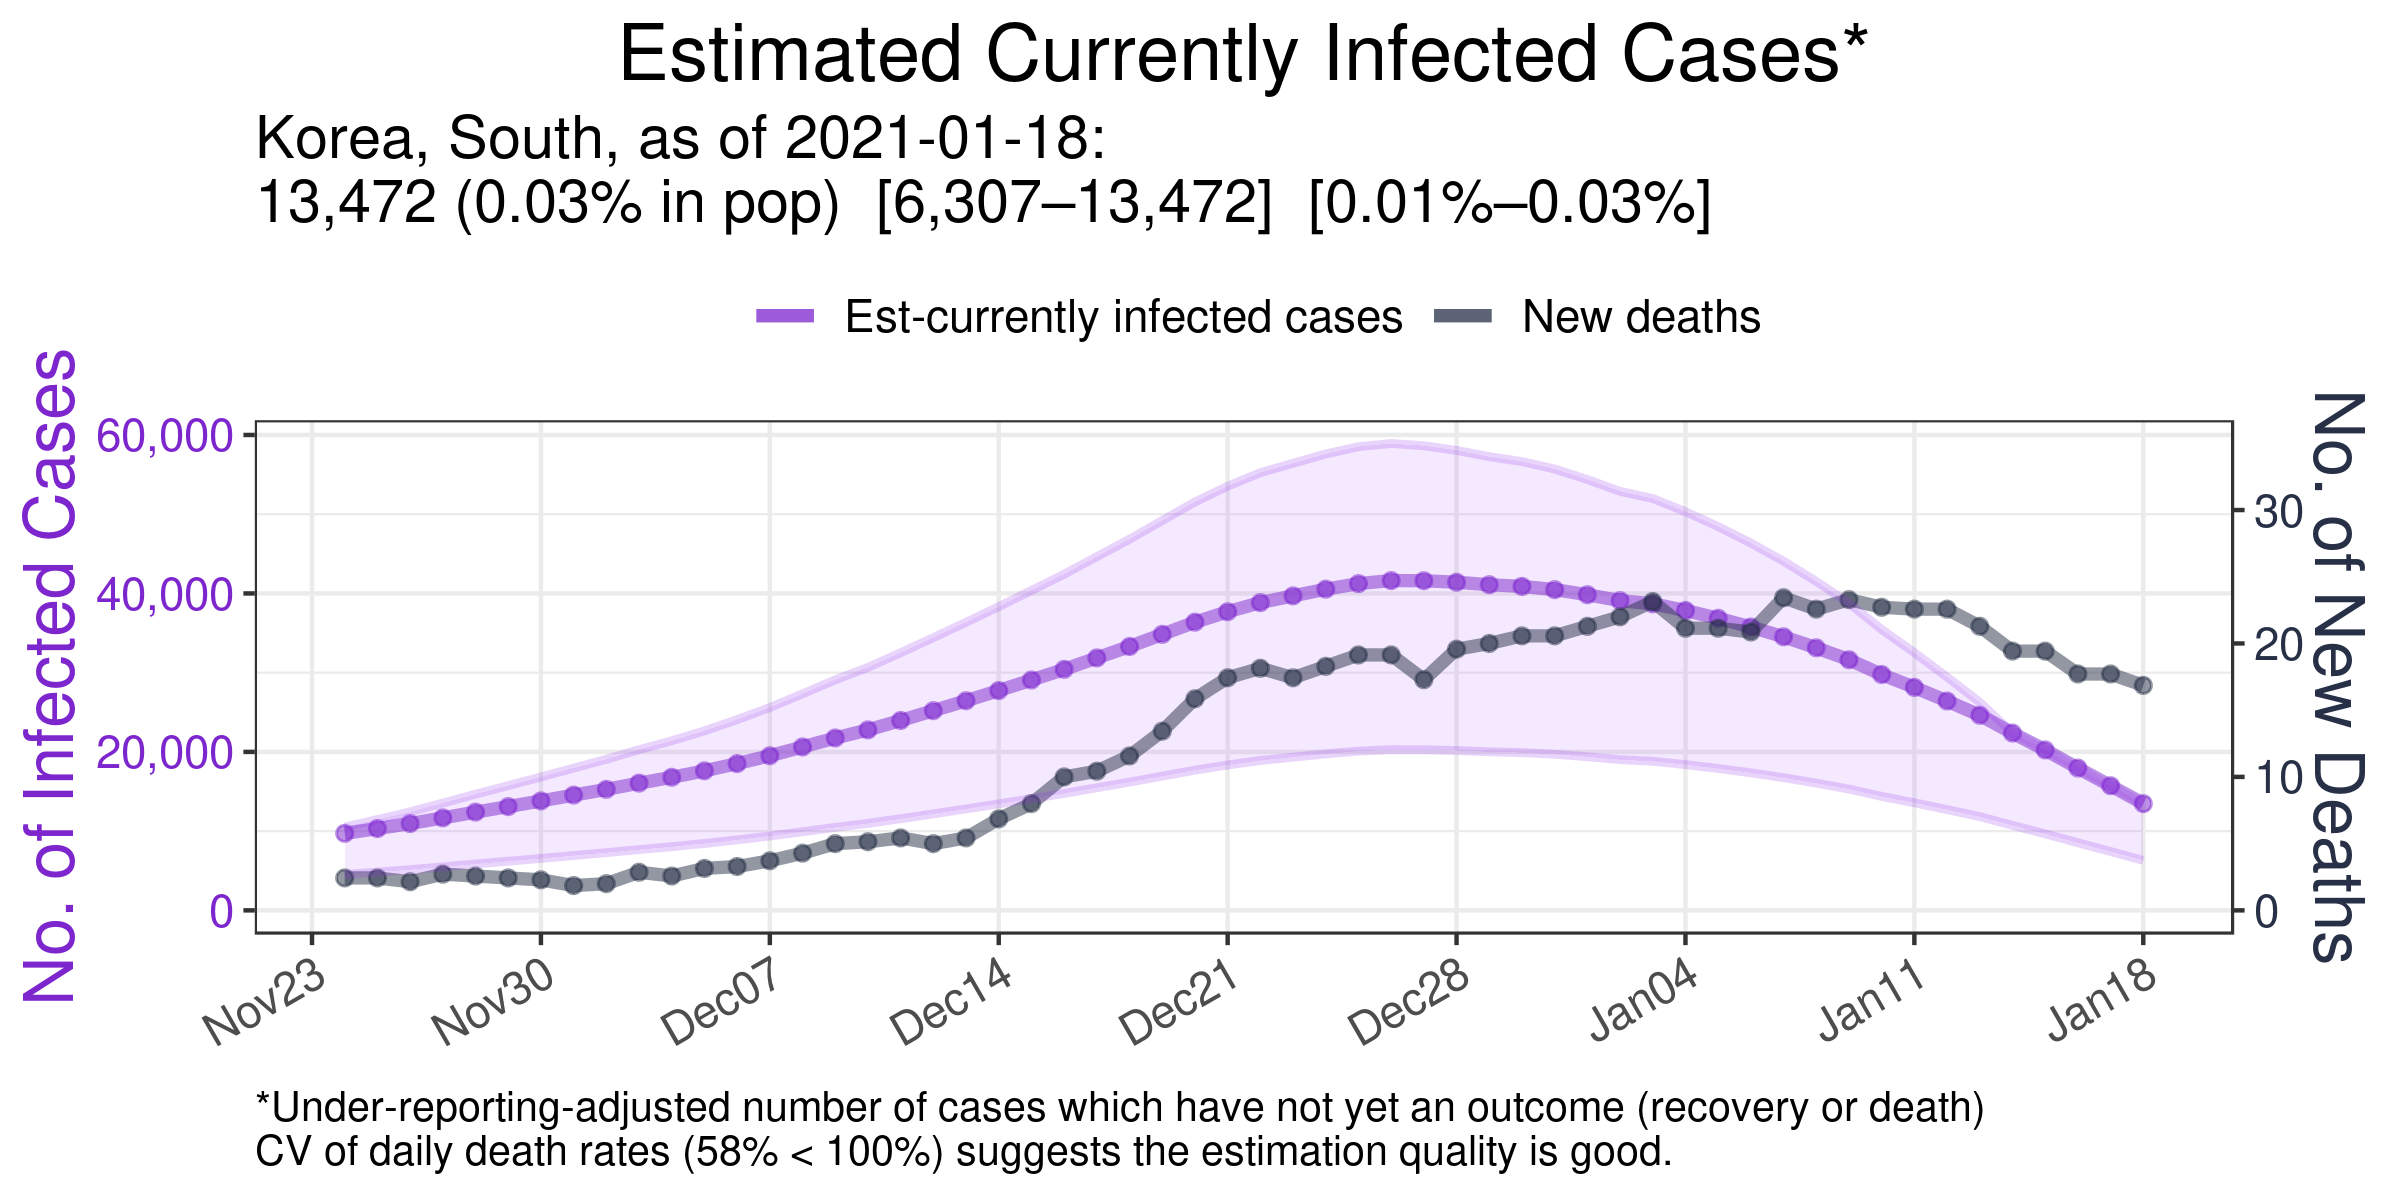 Estimated Currently Infected Cases*
Korea, South, as of 2021-01-18:
13,472 (0.03% in pop)  [6,307–13,472]  [0.01%–0.03%]
Est-currently infected cases
New deaths
No. of Infected Cases
60,000
40,000
20,000
0
No. of New Deaths
30
20
10
0
Nov23
Nov30
Dec07
Dec14
Dec21
Dec28
Jan04
Jan11
Jan18
*Under-reporting-adjusted number of cases which have not yet an outcome (recovery or death)
CV of daily death rates (58% < 100%) suggests the estimation quality is good.